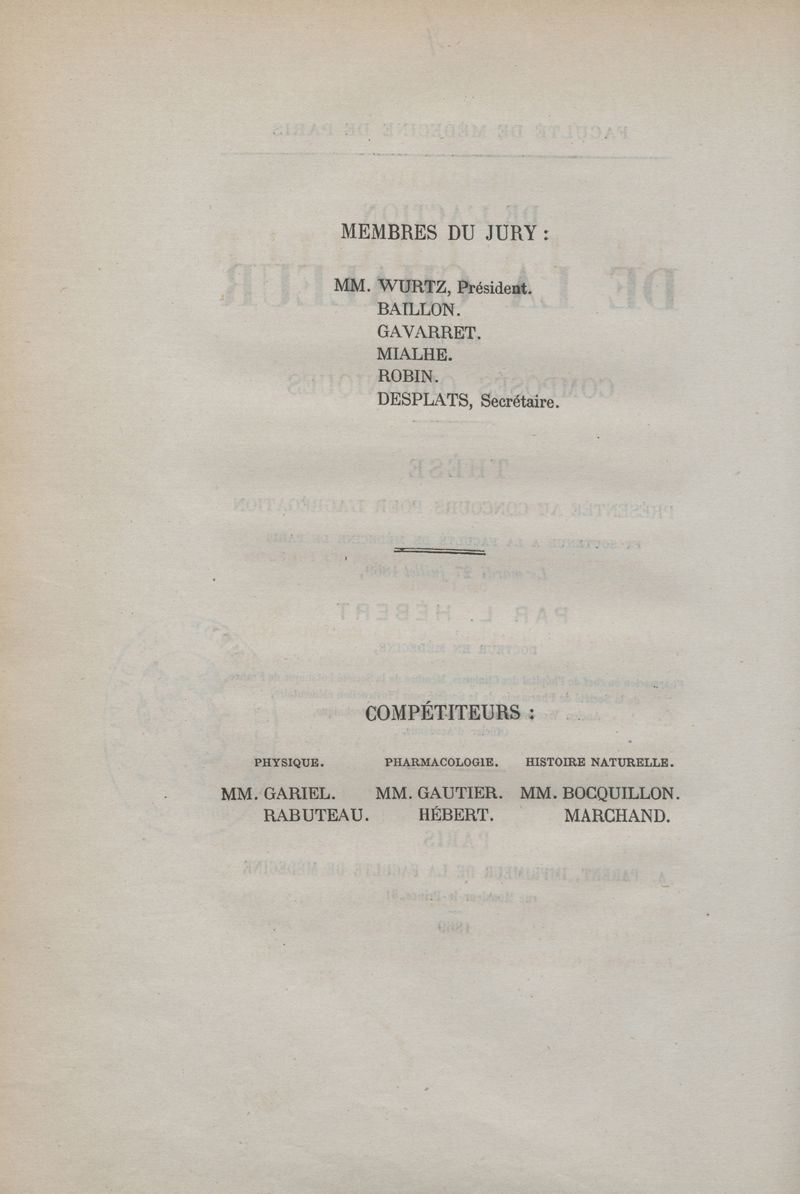 MEMBRES DU JURY :
MM. WURTZ, Président.
BAILLON.
GAVARRET.
MIALHE.
ROBIN.
DESPLATS, Secrétaire.
COMPÉTITEURS :
PHYSIQUE. PHARMACOLOGIE. HISTOIRE NATURELLE.
MM. GARIEL. MM. GAUTIER. MM. BOCQUILLON.
RABUTEAU. HÉBERT. MARCHAND.